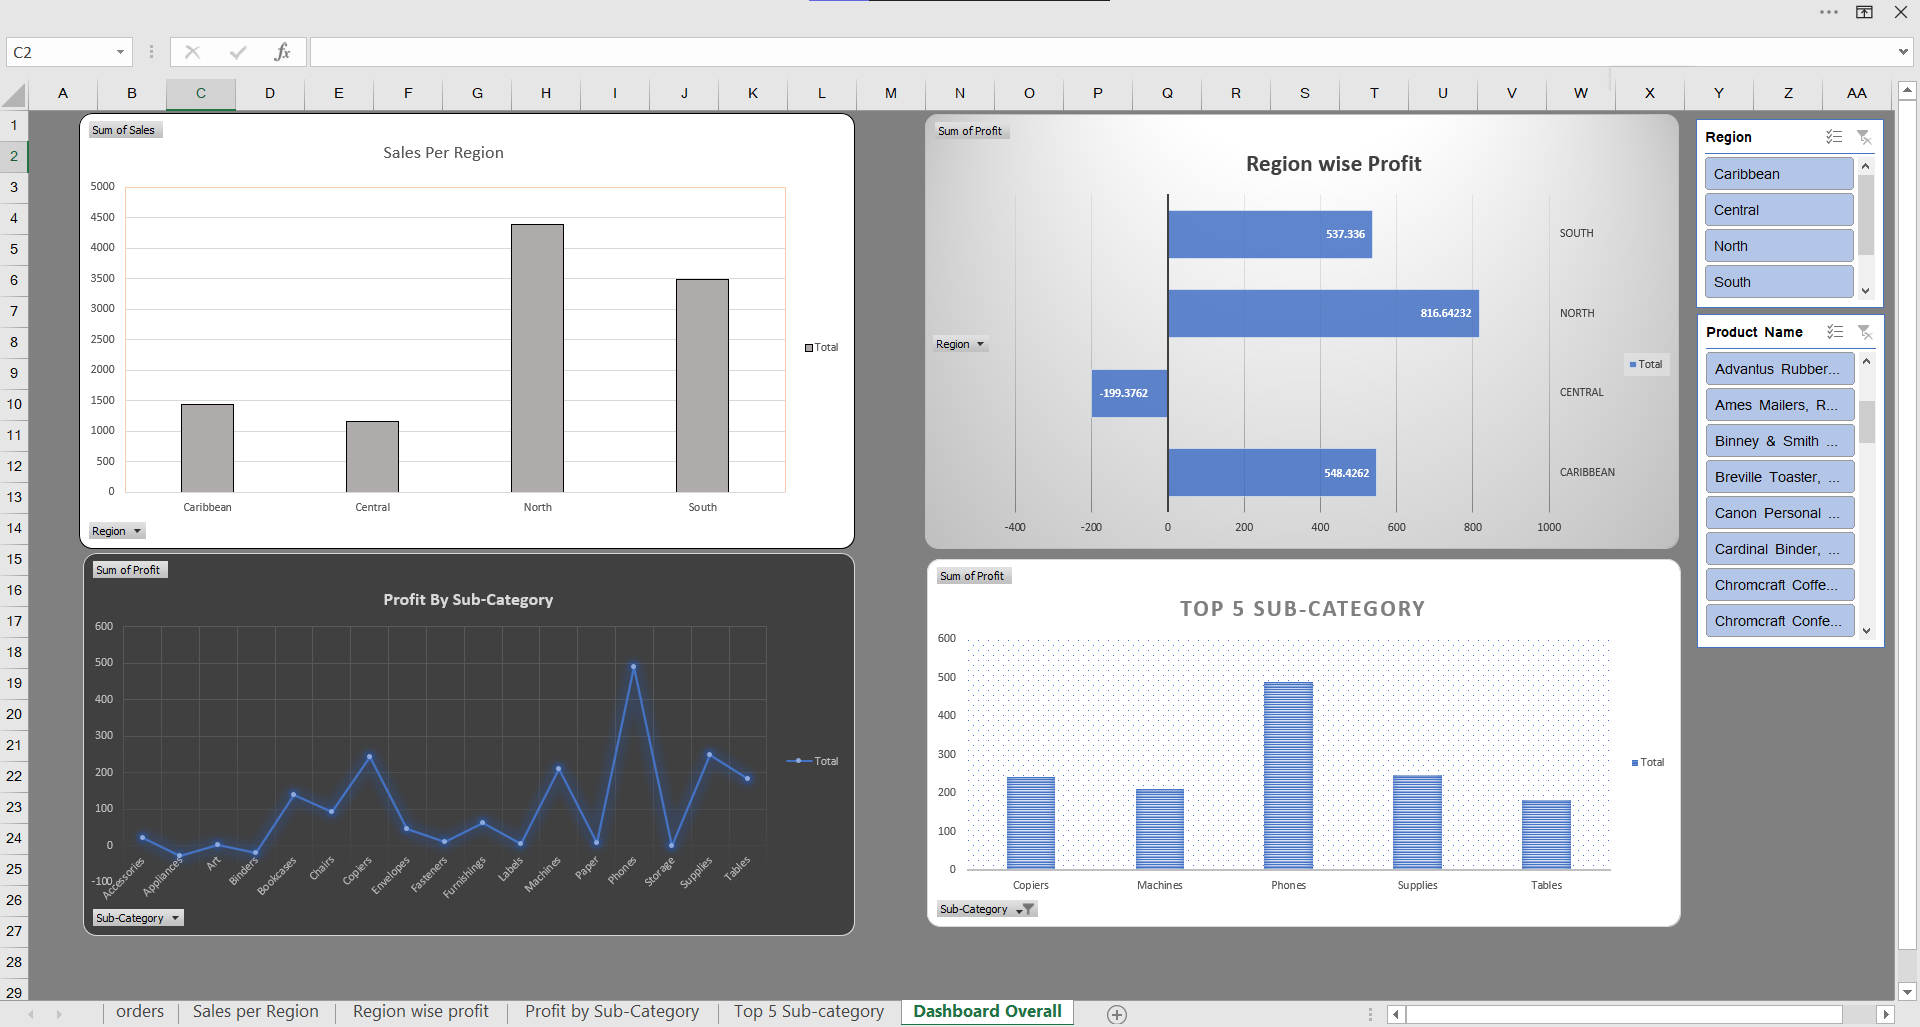 C2
fx
A B C D E F G H I J K L M N O P Q R S T U V W X Y Z AA
1
2
3
4
5
6
7
8
9
10
11
12
13
14
15
16
17
18
19
20
21
22
23
24
25
26
27
28
29
Sum of Sales
Sales Per Region
5000
4500
4000
3500
3000
2500
2000
1500
1000
500
0
Caribbean Central North South
Total
Region
Sum of Profit
Region wise Profit
537.336 SOUTH
816.64232 NORTH
-199.3762 CENTRAL
548.4262 CARIBBEAN
-400 -200 0 200 400 600 800 1000
Region
Total
Region
Caribbean
Central
North
South
Product Name
Advantus Rubber...
Ames Mailers, R...
Binney & Smith ...
Breville Toaster, ...
Canon Personal ...
Cardinal Binder, ...
Chromcraft Coffe...
Chromcraft Confe...
Sum of Profit
Profit By Sub-Category
600
500
400
300
200
100
0
-100
Accessories Appliances Art Binders Bookcases Chairs Copiers Envelopes Fasteners Furnishings Labels Machines Paper Phones Storage Supplies Tables
Total
Sub-Category
Sum of Profit
TOP 5 SUB-CATEGORY
600
500
400
300
200
100
0
Copiers Machines Phones Supplies Tables
Total
Sub-Category
orders Sales per Region Region wise profit Profit by Sub-Category Top 5 Sub-category Dashboard Overall